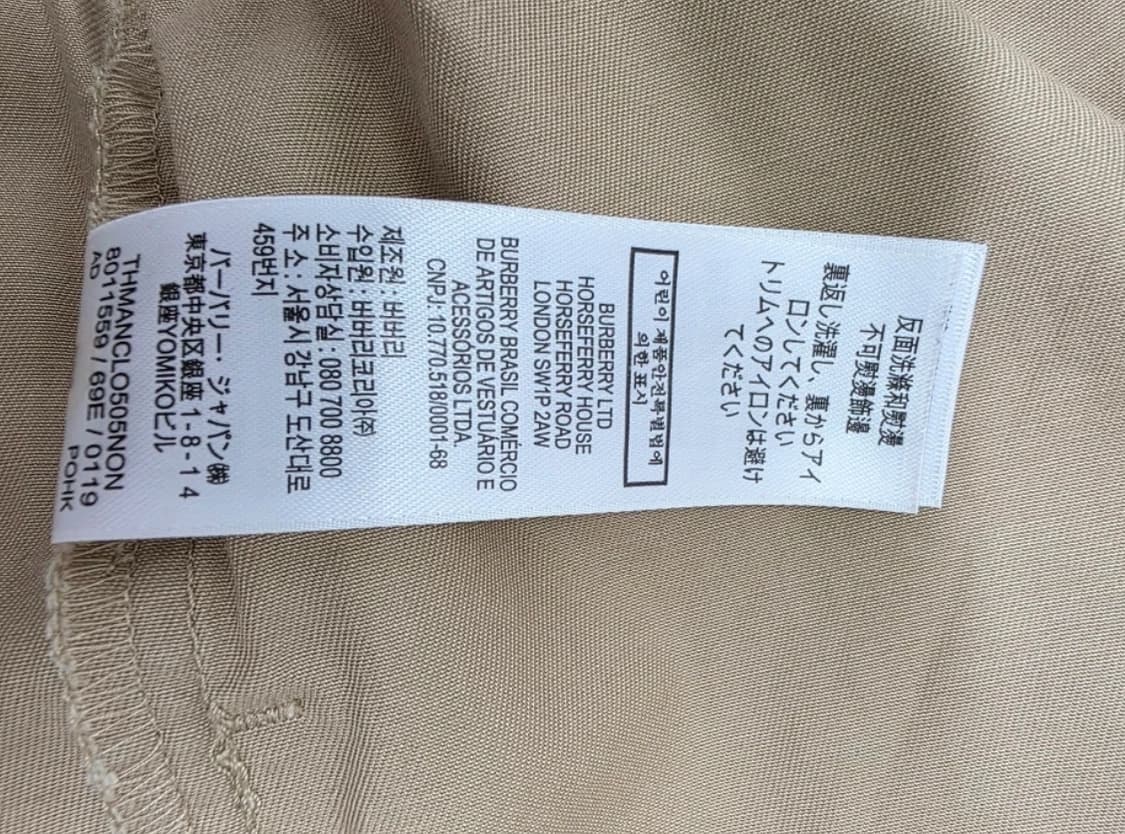 反面洗滌和熨燙
不可熨燙飾邊
裏返し洗濯し、裏からアイ
ロンしてください
トリムへのアイロンは避け
てください
어린이제품안전특별법에
의한 표시
BURBERRY LTD
HORSEFERRY HOUSE
HORSEFERRY ROAD
LONDON SW1P 2AW
BURBERRY BRASIL COMÉRCIO
DE ARTIGOS DE VESTUÁRIO E
ACESSÓRIOS LTDA.
CNPJ: 10.770.518/0001-68
제조원 : 버버리
수입원 : 버버리코리아㈜
소비자상담실 : 080 700 8800
주 소 : 서울시 강남구 도산대로
459번지
バーバリー・ジャパン㈱
東京都中央区銀座1-8-14
銀座YOMIKOビル
THMANCLO505NON
8011559 / 69E / 0119
AD
POHK